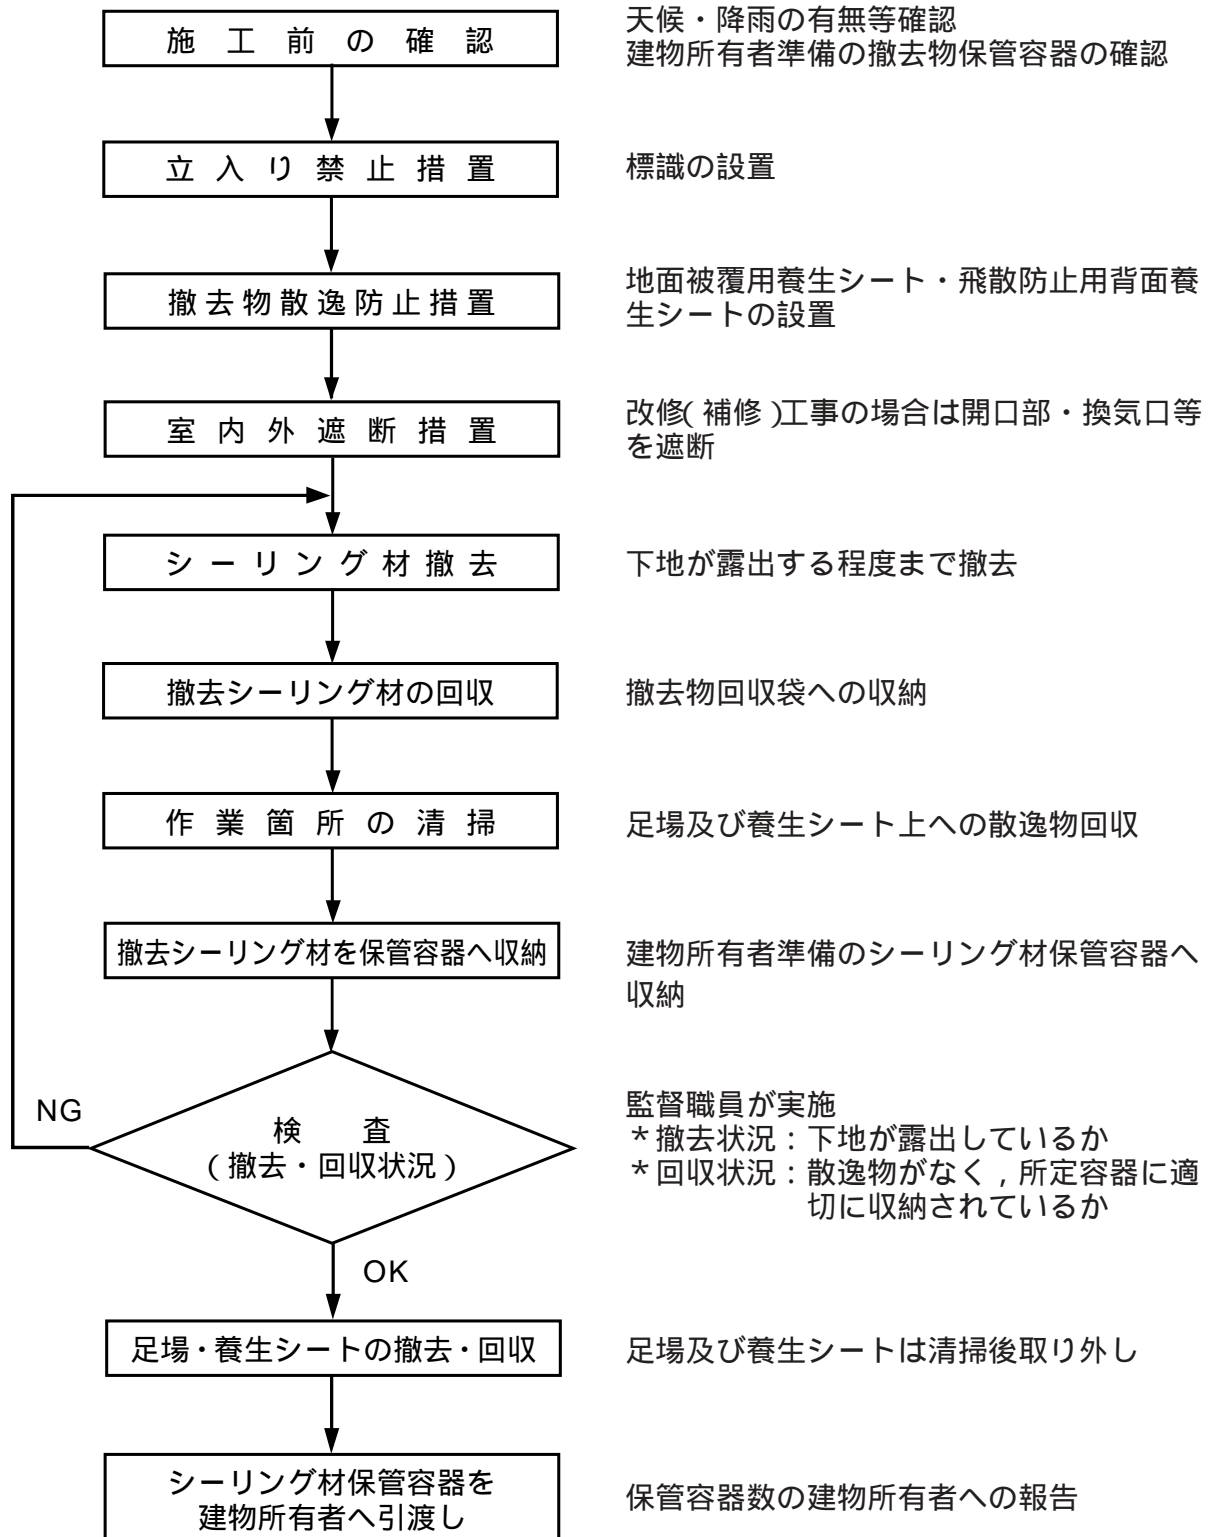 施工前の確認
天候・降雨の有無等確認
建物所有者準備の撤去物保管容器の確認
立入り禁止措置
標識の設置
撤去物散逸防止措置
地面被覆用養生シート・飛散防止用背面養
生シートの設置
室内外遮断措置
改修(補修)工事の場合は開口部・換気口等
を遮断
シーリング材撤去
下地が露出する程度まで撤去
撤去シーリング材の回収
撤去物回収袋への収納
作業箇所の清掃
足場及び養生シート上への散逸物回収
撤去シーリング材を保管容器へ収納
建物所有者準備のシーリング材保管容器へ
収納
NG
検査
(撤去・回収状況)
監督職員が実施
*撤去状況:下地が露出しているか
*回収状況:散逸物がなく,所定容器に適
切に収納されているか
OK
足場・養生シートの撤去・回収
足場及び養生シートは清掃後取り外し
シーリング材保管容器を
建物所有者へ引渡し
保管容器数の建物所有者への報告